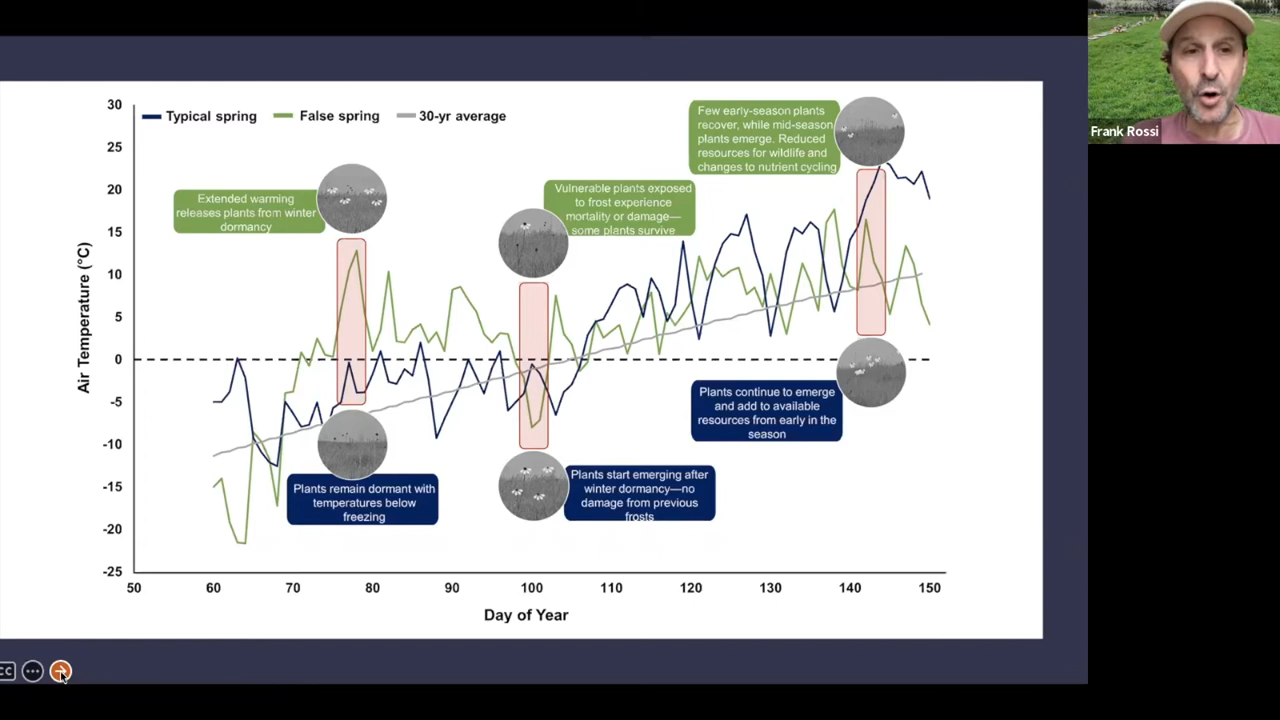 Frank Rossi
Typical spring
False spring
30-yr average
30
25
20
15
10
5
0
-5
-10
-15
-20
-25
Air Temperature (°C)
Extended warming
releases plants from winter
dormancy
Vulnerable plants exposed
to frost experience
mortality or damage—
some plants survive
Few early-season plants
recover, while mid-season
plants emerge. Reduced
resources for wildlife and
changes to nutrient cycling
Plants remain dormant with
temperatures below
freezing
Plants start emerging after
winter dormancy—no
damage from previous
frosts
Plants continue to emerge
and add to available
resources from early in the
season
50
60
70
80
90
100
110
120
130
140
150
Day of Year
CC